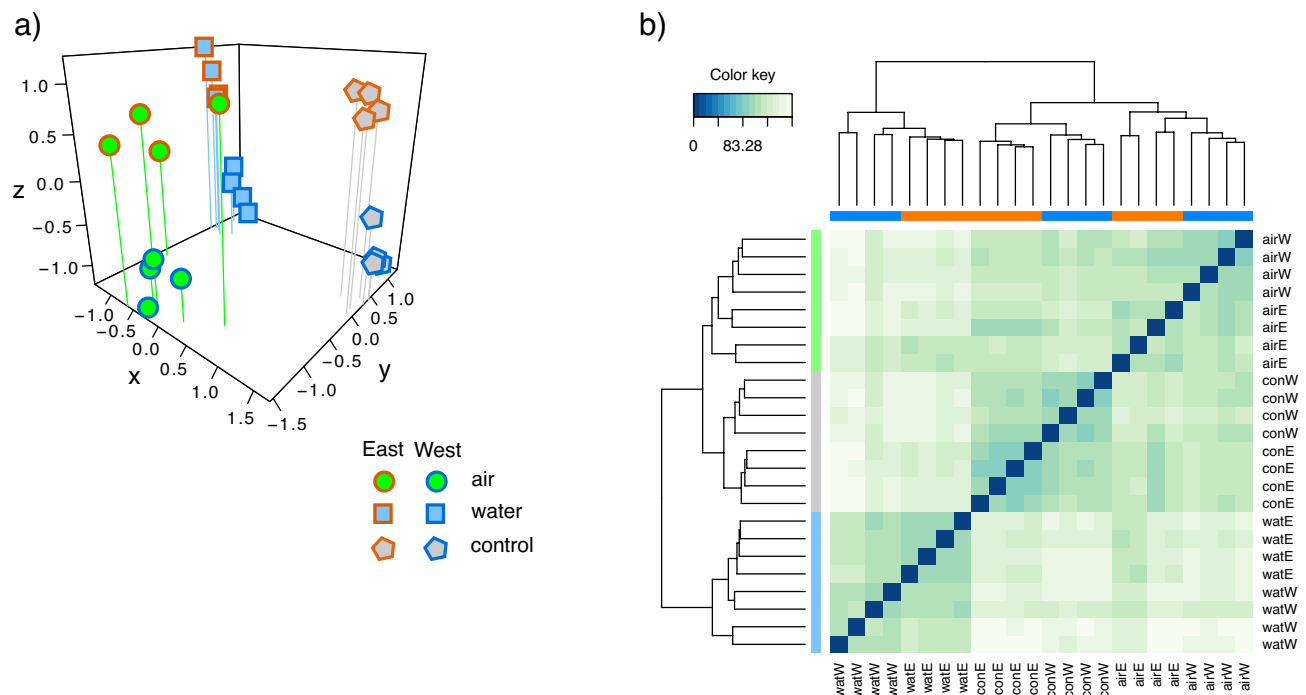 a)
z
1.0
0.5
0.0
−0.5
−1.0
−1.0
−0.5
0.0
0.5
1.0
1.5
x
−1.5
−1.0
−0.5
0.0
0.5
1.0
y
East West
air
water
control
b)
Color key
0 83.28
airW
airW
airW
airW
airE
airE
airE
airE
conW
conW
conW
conW
conE
conE
conE
conE
watE
watE
watE
watE
watW
watW
watW
watW
watW watW watW watW watE watE watE watE conE conE conE conE conW conW conW conW airE airE airE airE airW airW airW airW